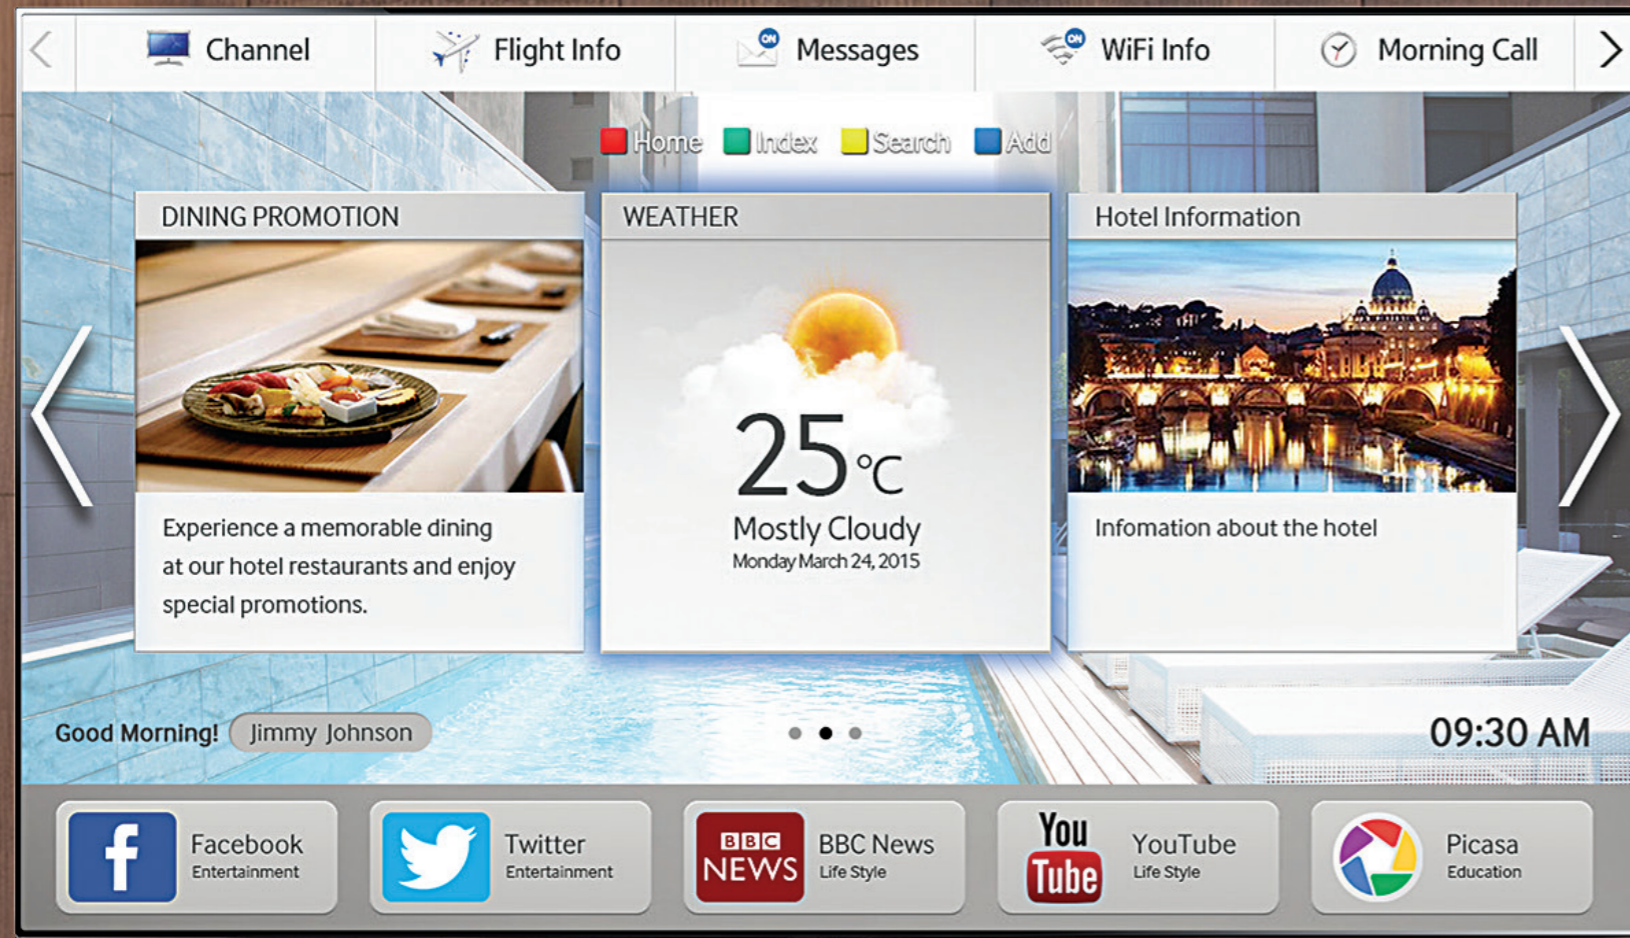 Channel
Flight Info
ON
Messages
ON
WiFi Info
Morning Call
Home
Index
Search
Add
DINING PROMOTION
Experience a memorable dining
at our hotel restaurants and enjoy
special promotions.
WEATHER
25°C
Mostly Cloudy
Monday March 24, 2015
Hotel Information
Infomation about the hotel
Good Morning! Jimmy Johnson
09:30 AM
f
Facebook
Entertainment
Twitter
Entertainment
BBC
NEWS
BBC News
Life Style
You
Tube
YouTube
Life Style
Picasa
Education